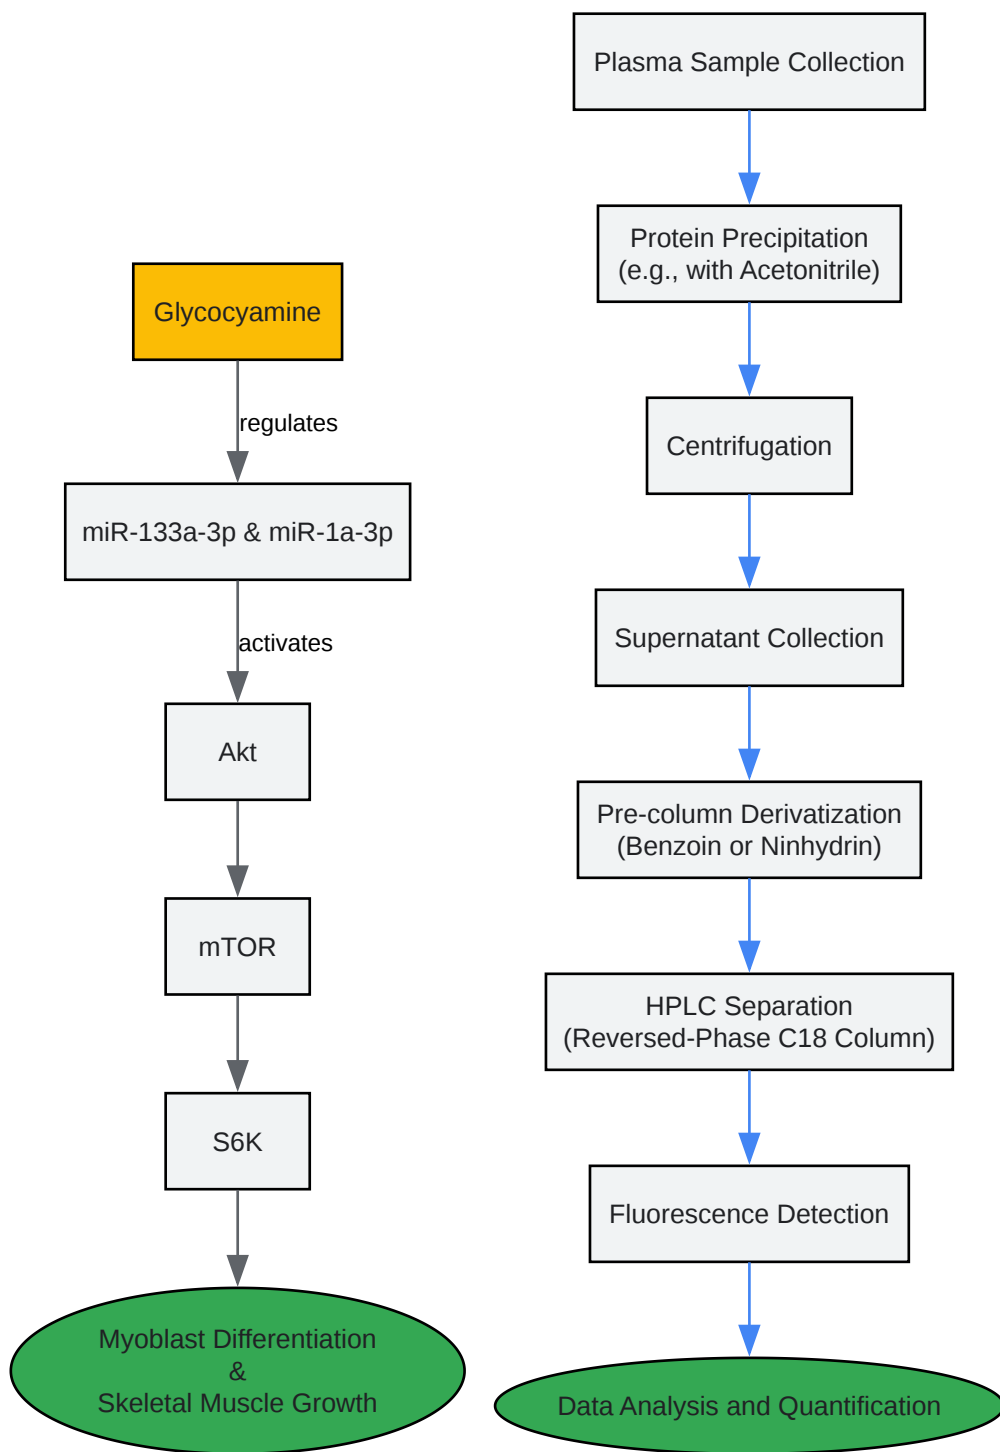 Glycocyamine
regulates
miR-133a-3p & miR-1a-3p
activates
Akt
mTOR
S6K
Myoblast Differentiation
&
Skeletal Muscle Growth
Plasma Sample Collection
Protein Precipitation
(e.g., with Acetonitrile)
Centrifugation
Supernatant Collection
Pre-column Derivatization
(Benzoin or Ninhydrin)
HPLC Separation
(Reversed-Phase C18 Column)
Fluorescence Detection
Data Analysis and Quantification